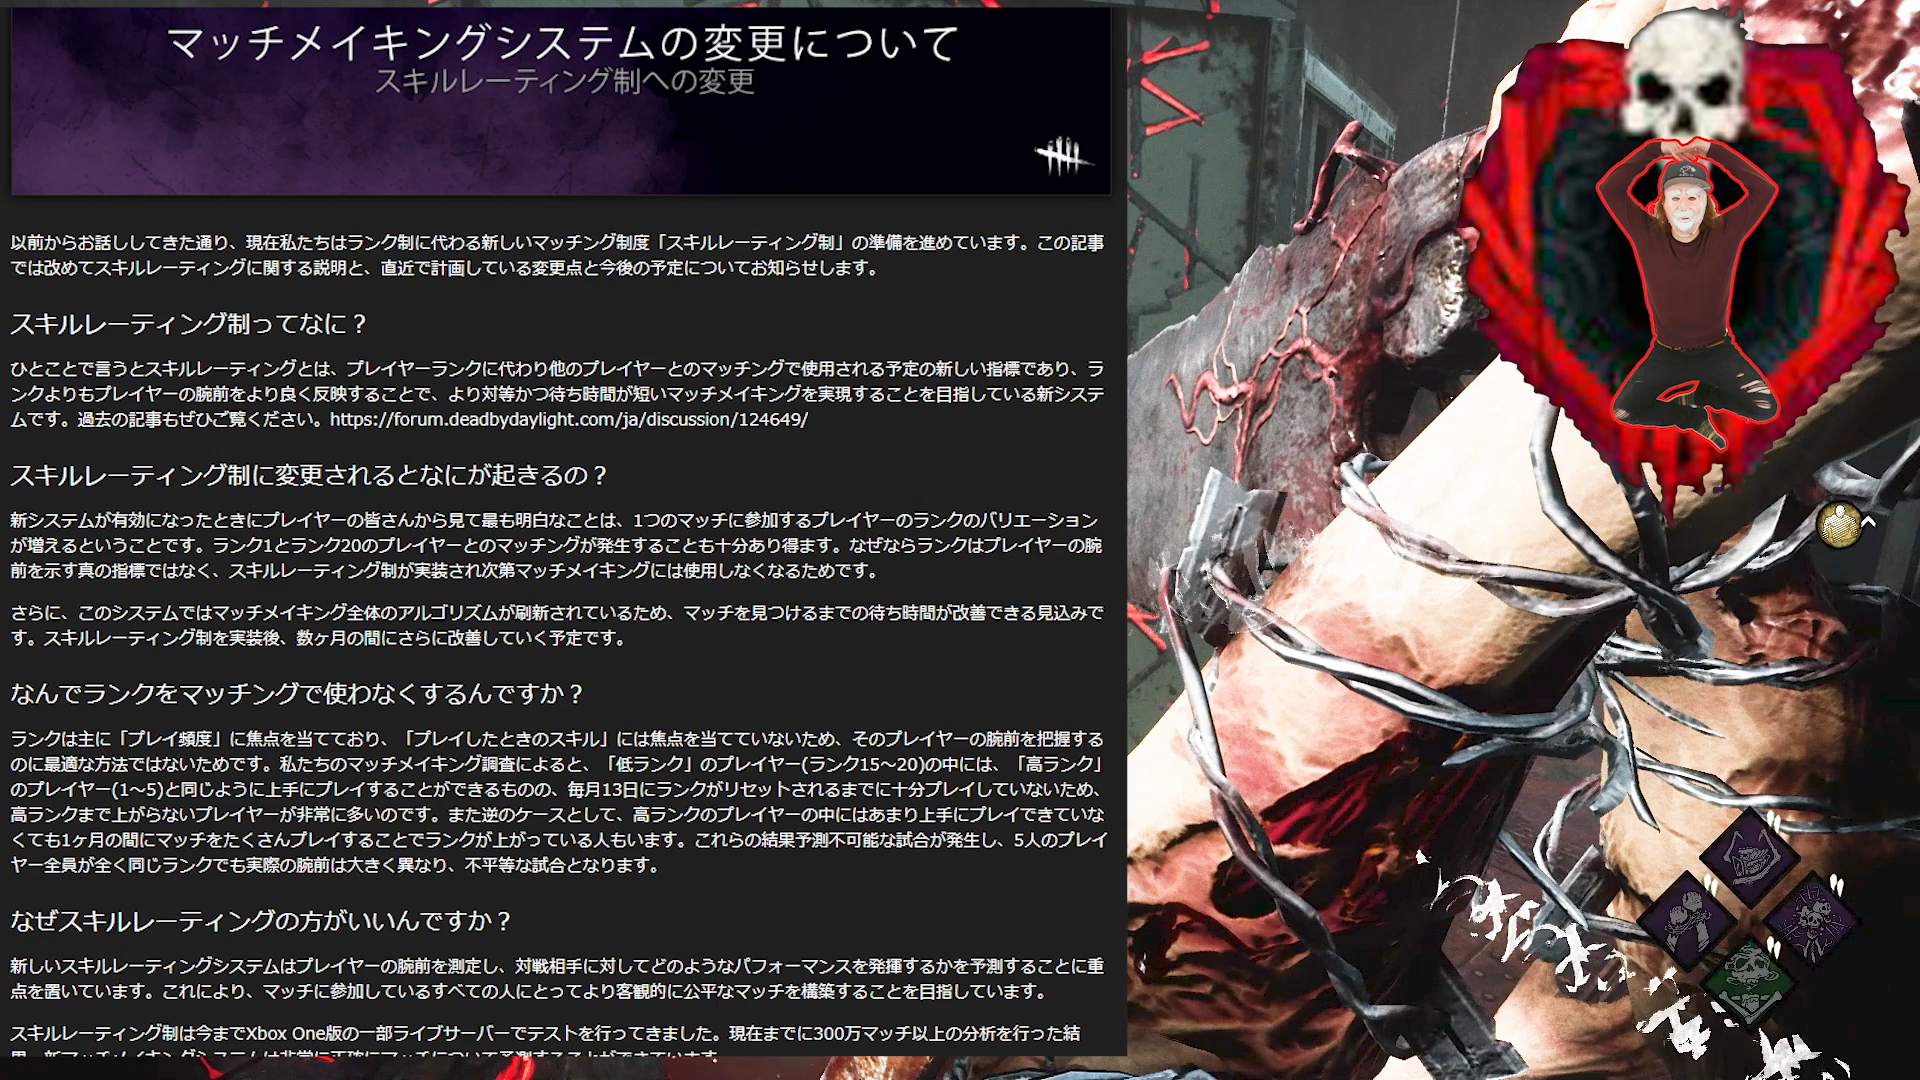 マッチメイキングシステムの変更について
スキルレーティング制への変更
以前からお話ししてきた通り、現在私たちはランク制に代わる新しいマッチング制度「スキルレーティング制」の準備を進めています。この記事
では改めてスキルレーティングに関する説明と、直近で計画している変更点と今後の予定についてお知らせします。
スキルレーティング制ってなに？
ひとことで言うとスキルレーティングとは、プレイヤーランクに代わり他のプレイヤーとのマッチングで使用される予定の新しい指標であり、ラ
ンクよりもプレイヤーの腕前をより良く反映することで、より対等かつ待ち時間が短いマッチメイキングを実現することを目指している新システ
ムです。過去の記事もぜひご覧ください。https://forum.deadbydaylight.com/ja/discussion/124649/
スキルレーティング制に変更されるとなにが起きるの？
新システムが有効になったときにプレイヤーの皆さんから見て最も明白なことは、1つのマッチに参加するプレイヤーのランクのバリエーション
が増えるということです。ランク1とランク20のプレイヤーとのマッチングが発生することも十分あり得ます。なぜならランクはプレイヤーの腕
前を示す真の指標ではなく、スキルレーティング制が実装され次第マッチメイキングには使用しなくなるためです。
さらに、このシステムではマッチメイキング全体のアルゴリズムが刷新されているため、マッチを見つけるまでの待ち時間が改善できる見込みで
す。スキルレーティング制を実装後、数ヶ月の間にさらに改善していく予定です。
なんでランクをマッチングで使わなくするんですか？
ランクは主に「プレイ頻度」に焦点を当てており、「プレイしたときのスキル」には焦点を当てていないため、そのプレイヤーの腕前を把握する
のに最適な方法ではないためです。私たちのマッチメイキング調査によると、「低ランク」のプレイヤー(ランク15～20)の中には、「高ランク」
のプレイヤー(1～5)と同じように上手にプレイすることができるものの、毎月13日にランクがリセットされるまでに十分プレイしていないため、
高ランクまで上がらないプレイヤーが非常に多いのです。また逆のケースとして、高ランクのプレイヤーの中にはあまり上手にプレイできていな
くても1ヶ月の間にマッチをたくさんプレイすることでランクが上がっている人もいます。これらの結果予測不可能な試合が発生し、5人のプレイ
ヤー全員が全く同じランクでも実際の腕前は大きく異なり、不平等な試合となります。
なぜスキルレーティングの方がいいんですか？
新しいスキルレーティングシステムはプレイヤーの腕前を測定し、対戦相手に対してどのようなパフォーマンスを発揮するかを予測することに重
点を置いています。これにより、マッチに参加しているすべての人にとってより客観的に公平なマッチを構築することを目指しています。
スキルレーティング制は今までXbox One版の一部ライブサーバーでテストを行ってきました。現在までに300万マッチ以上の分析を行った結
果、新マッチメイキングシステムは非常に正確にマッチについて予測することができています。